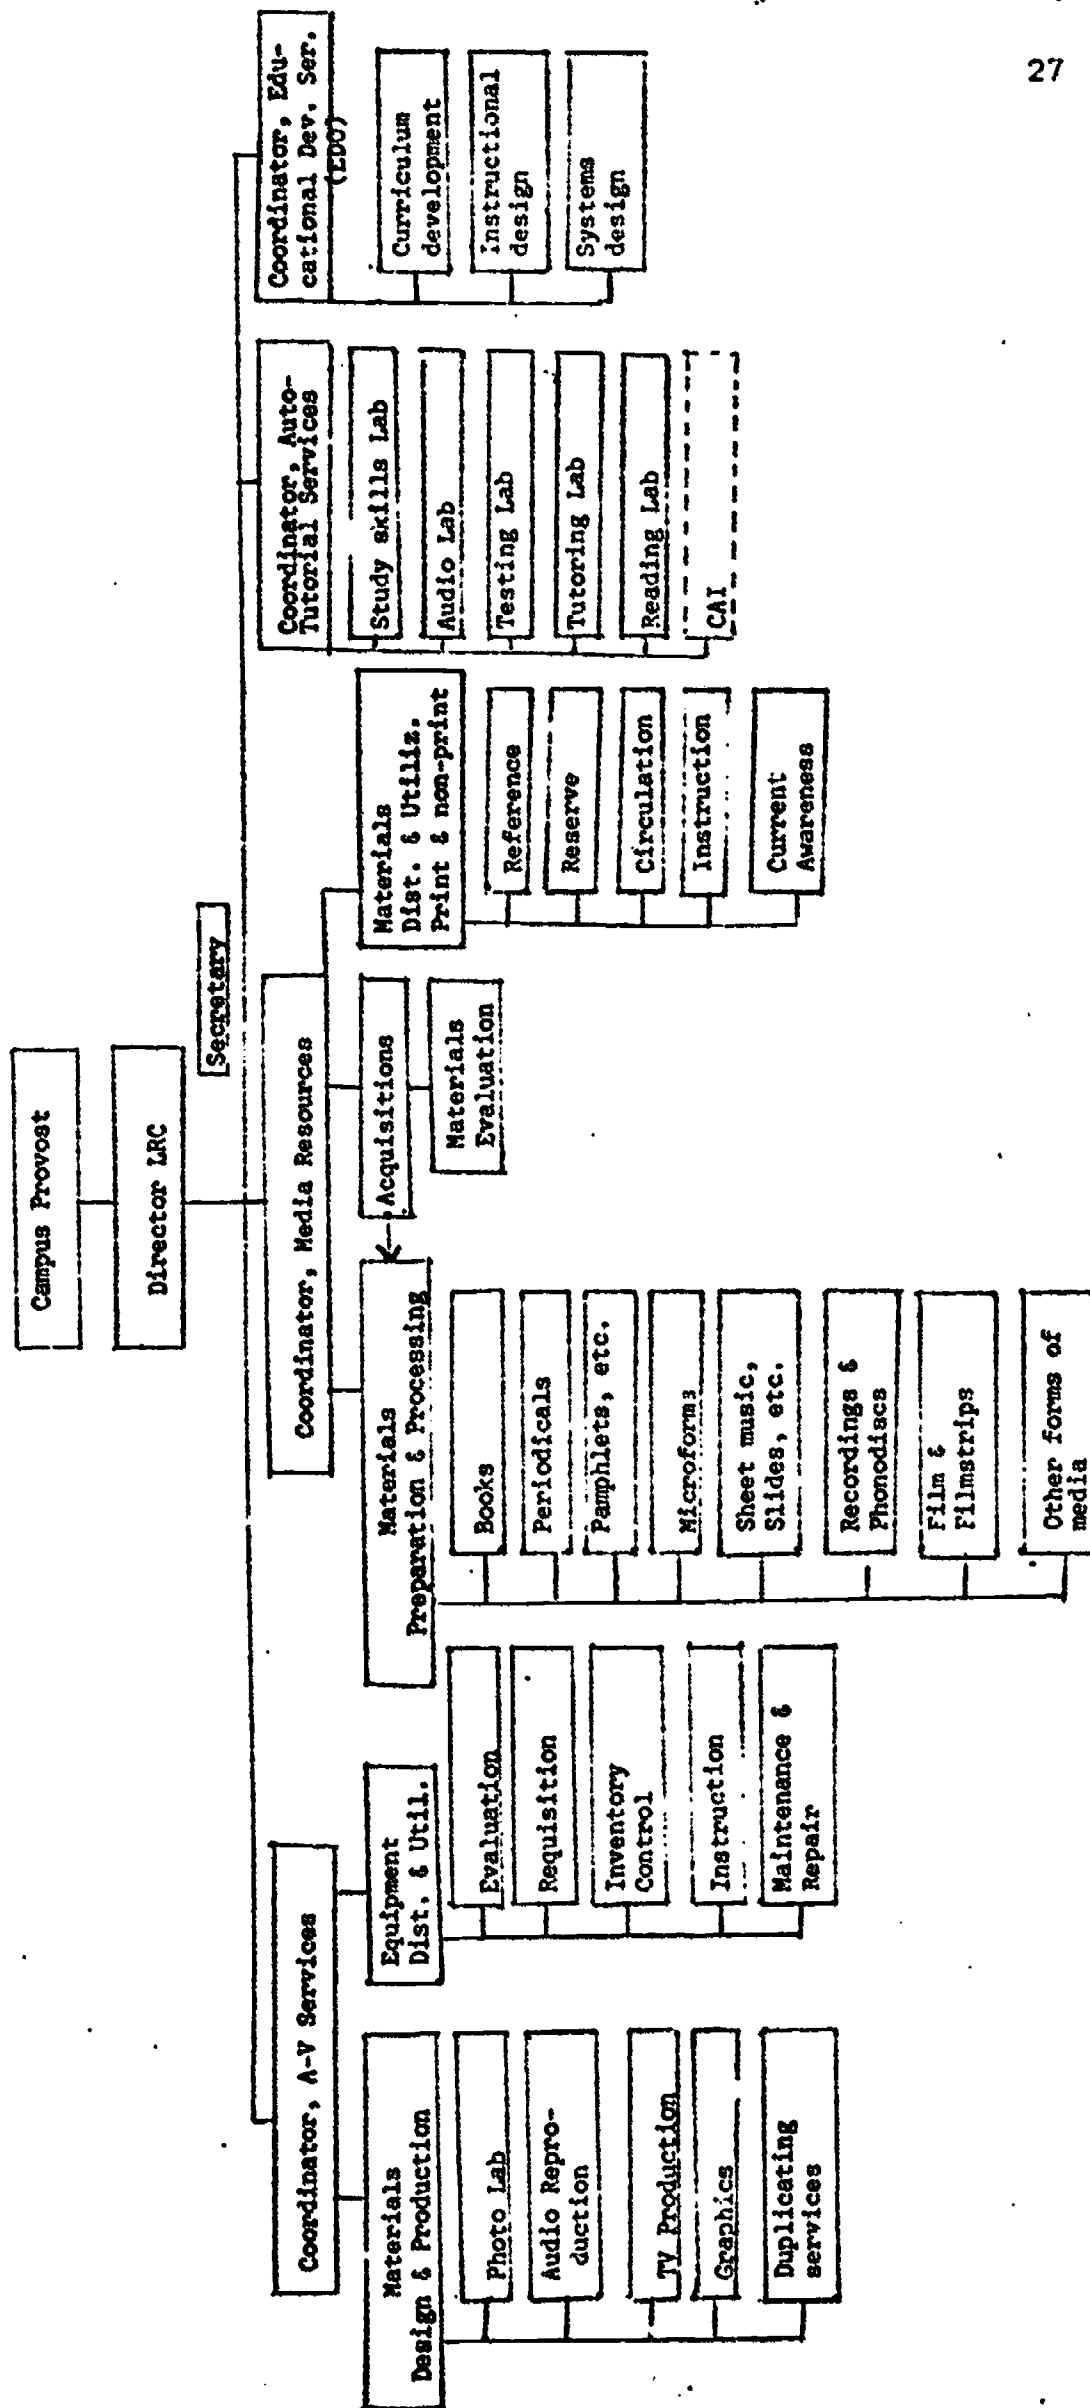 27
Campus Provost
Director LRC
Secretary
Coordinator, A-V Services
Materials
Design & Production
Photo Lab
Audio Repro-
duction
TV Production
Graphics
Duplicating
services
Equipment
Dist. & Util.
Evaluation
Requisition
Inventory
Control
Instruction
Maintenance &
Repair
Coordinator, Media Resources
Materials
Preparation & Processing
Books
Periodicals
Pamphlets, etc.
Microforms
Sheet music,
Slides, etc.
Recordings &
Phonodiscs
Film &
Filmstrips
Other forms of
media
Acquisitions
Materials
Evaluation
Materials
Dist. & Utiliz.
Print & non-print
Reference
Reserve
Circulation
Instruction
Current
Awareness
Coordinator, Auto-
Tutorial Services
Study skills Lab
Audio Lab
Testing Lab
Tutoring Lab
Reading Lab
CAI
Coordinator, Edu-
cational Dev. Ser.
(EDO)
Curriculum
development
Instructional
design
Systems
design